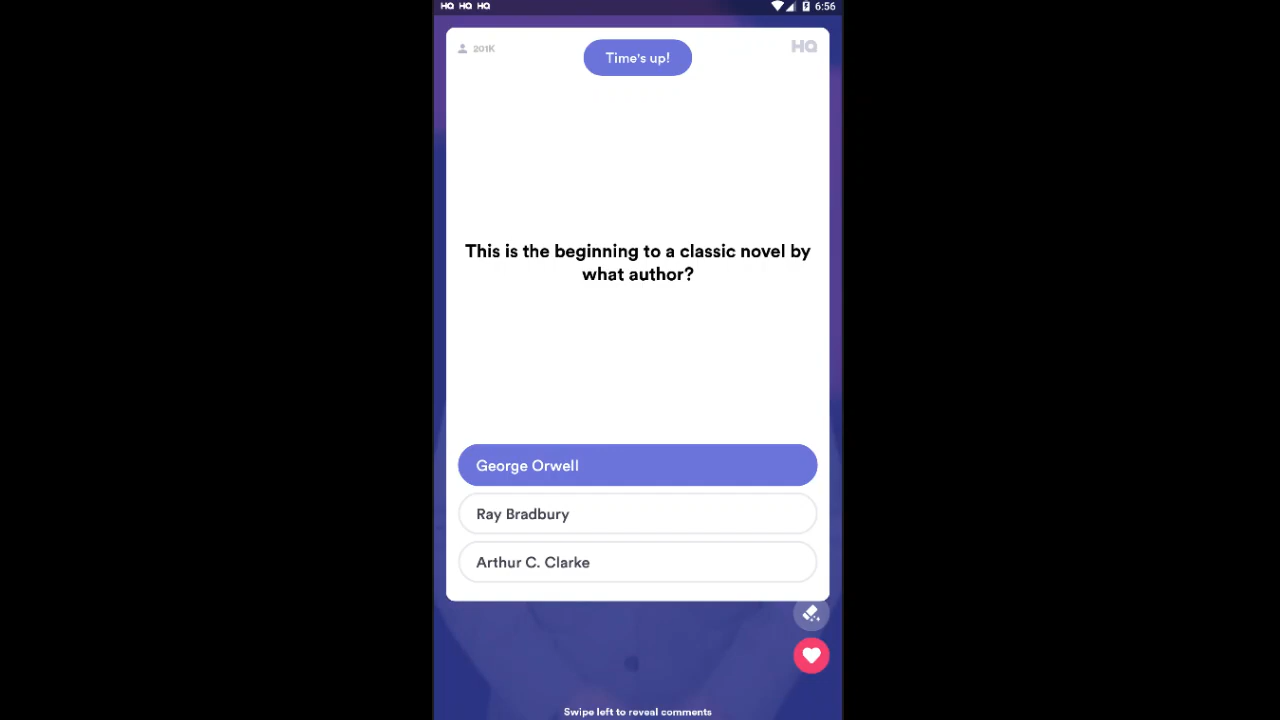 HQ HQ HQ 6:56
201K Time's up! HQ
This is the beginning to a classic novel by
what author?
George Orwell
Ray Bradbury
Arthur C. Clarke
Swipe left to reveal comments